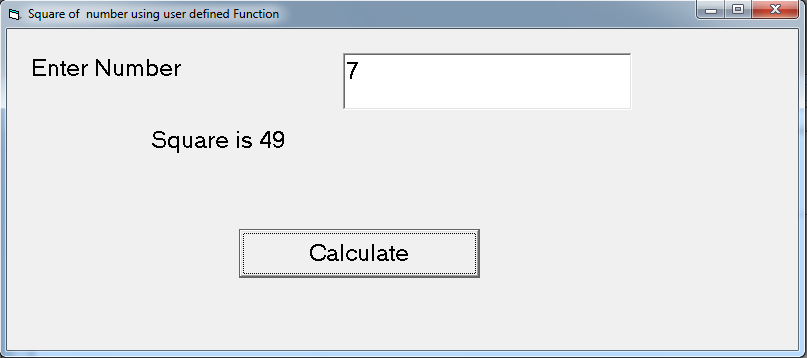 Square of  number using user defined Function
Enter Number
7
Square is 49
Calculate